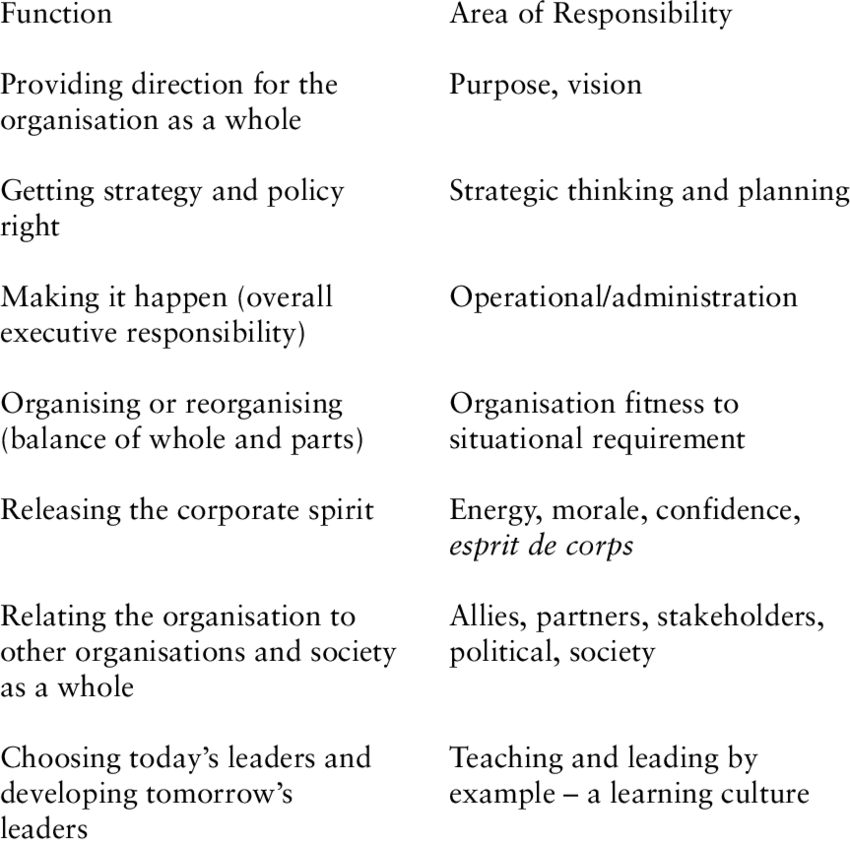 Function
Area of Responsibility
Providing direction for the
organisation as a whole
Purpose, vision
Getting strategy and policy
right
Strategic thinking and planning
Making it happen (overall
executive responsibility)
Operational/administration
Organising or reorganising
(balance of whole and parts)
Organisation fitness to
situational requirement
Releasing the corporate spirit
Energy, morale, confidence,
esprit de corps
Relating the organisation to
other organisations and society
as a whole
Allies, partners, stakeholders,
political, society
Choosing today’s leaders and
developing tomorrow’s
leaders
Teaching and leading by
example – a learning culture